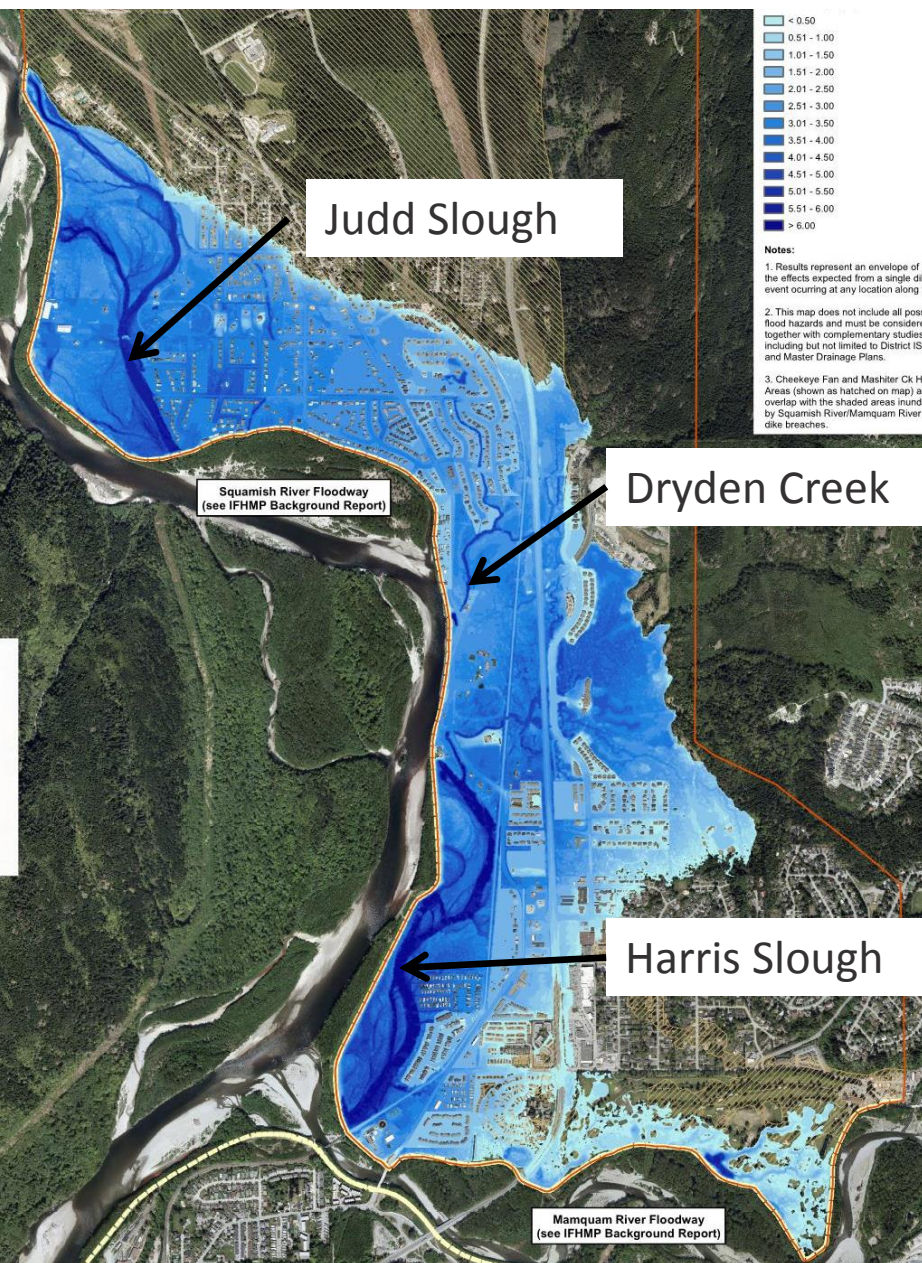 < 0.50
0.51 - 1.00
1.01 - 1.50
1.51 - 2.00
2.01 - 2.50
2.51 - 3.00
3.01 - 3.50
3.51 - 4.00
4.01 - 4.50
4.51 - 5.00
5.01 - 5.50
5.51 - 6.00
> 6.00
Notes:
1. Results represent an envelope of
the effects expected from a single
event ocurring at any location along
2. This map does not include all
flood hazards and must be
together with complementary studies
including but not limited to District
and Master Drainage Plans.
3. Cheekeye Fan and Mashiter Ck
Areas (shown as hatched on map)
overlap with the shaded areas
by Squamish River/Mamquam River
dike breaches.
Judd Slough
Squamish River Floodway
(see IFHMP Background Report)
Dryden Creek
Harris Slough
Mamquam River Floodway
(see IFHMP Background Report)